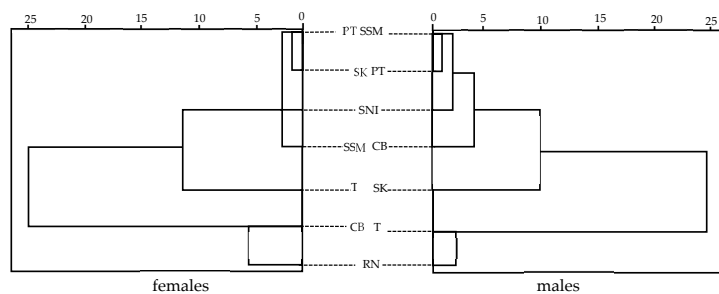 25 20 15 10 5 0 0 5 10 15 20 25
PT SSM
SK PT
SNI
SSM CB
T SK
CB T
RN
females males